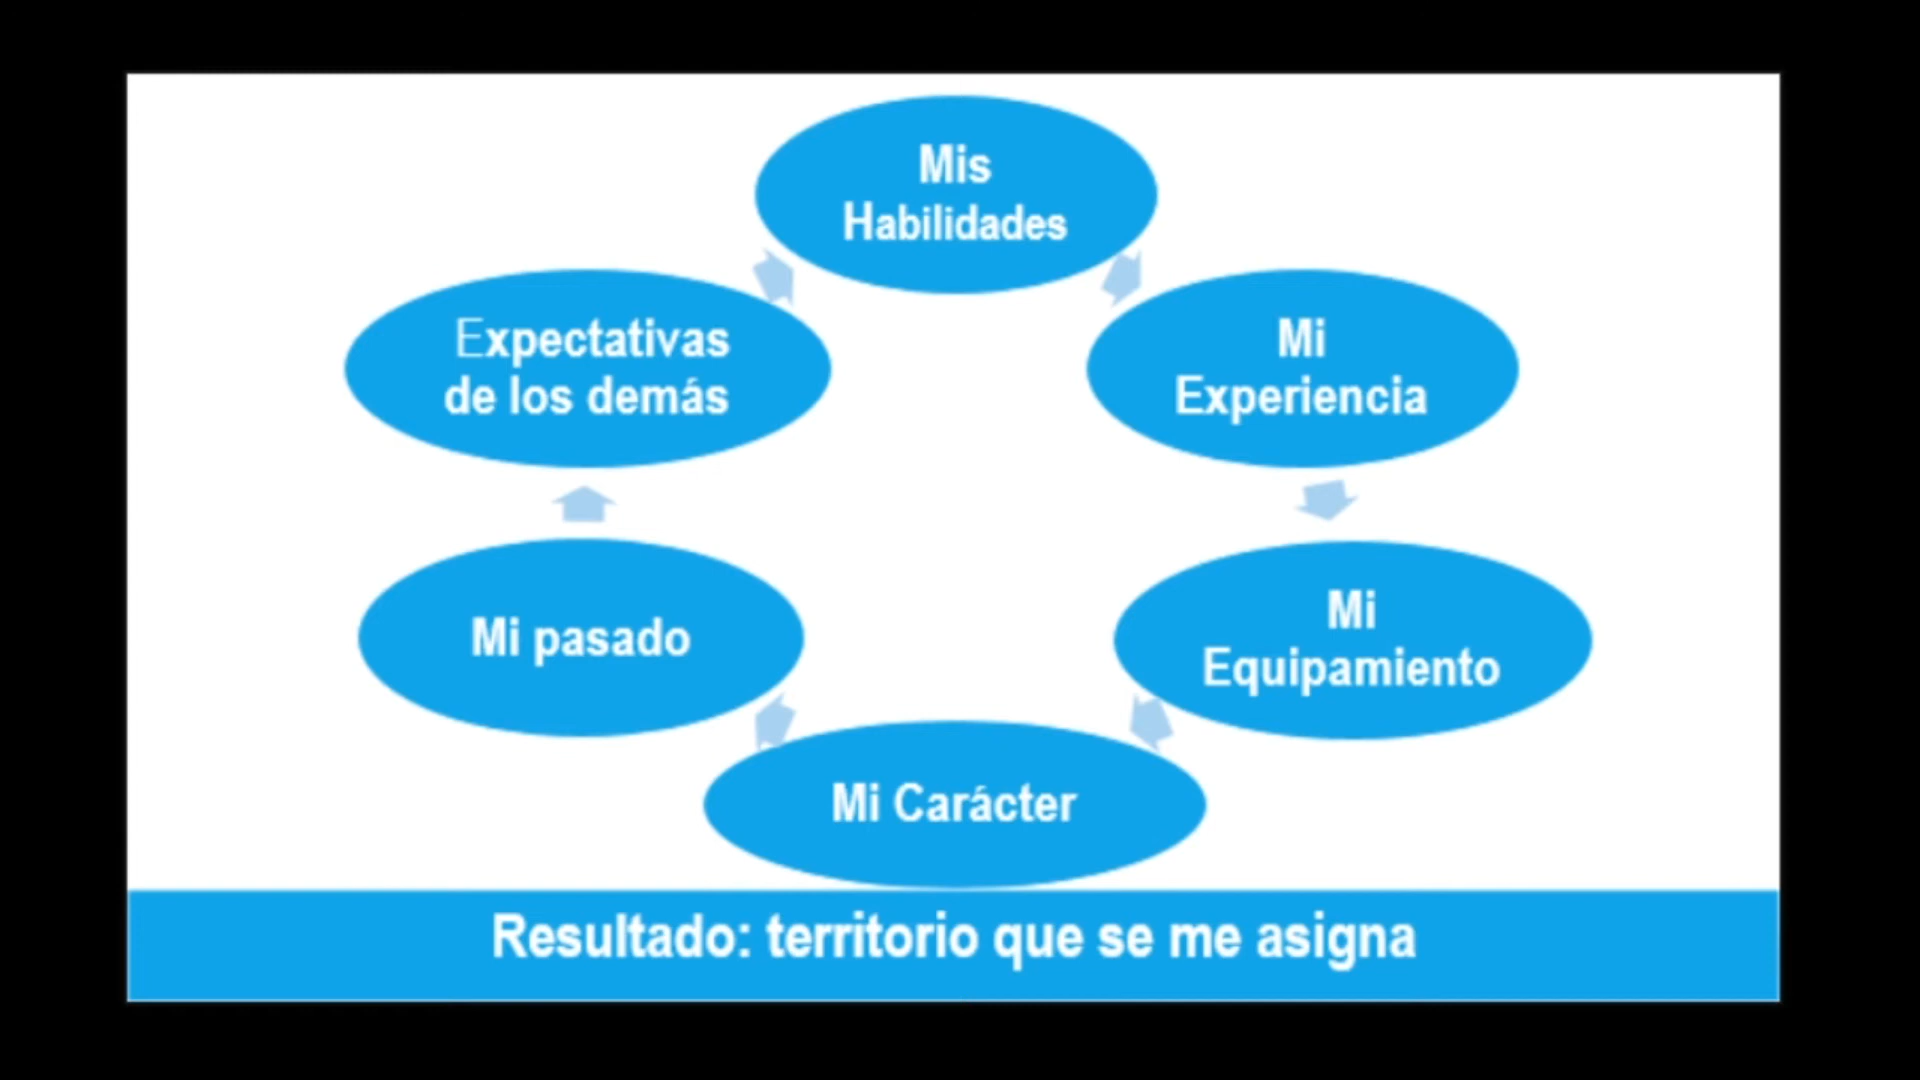 Mis
Habilidades
Mi
Experiencia
Mi
Equipamiento
Mi Carácter
Mi pasado
Expectativas
de los demás
Resultado: territorio que se me asigna